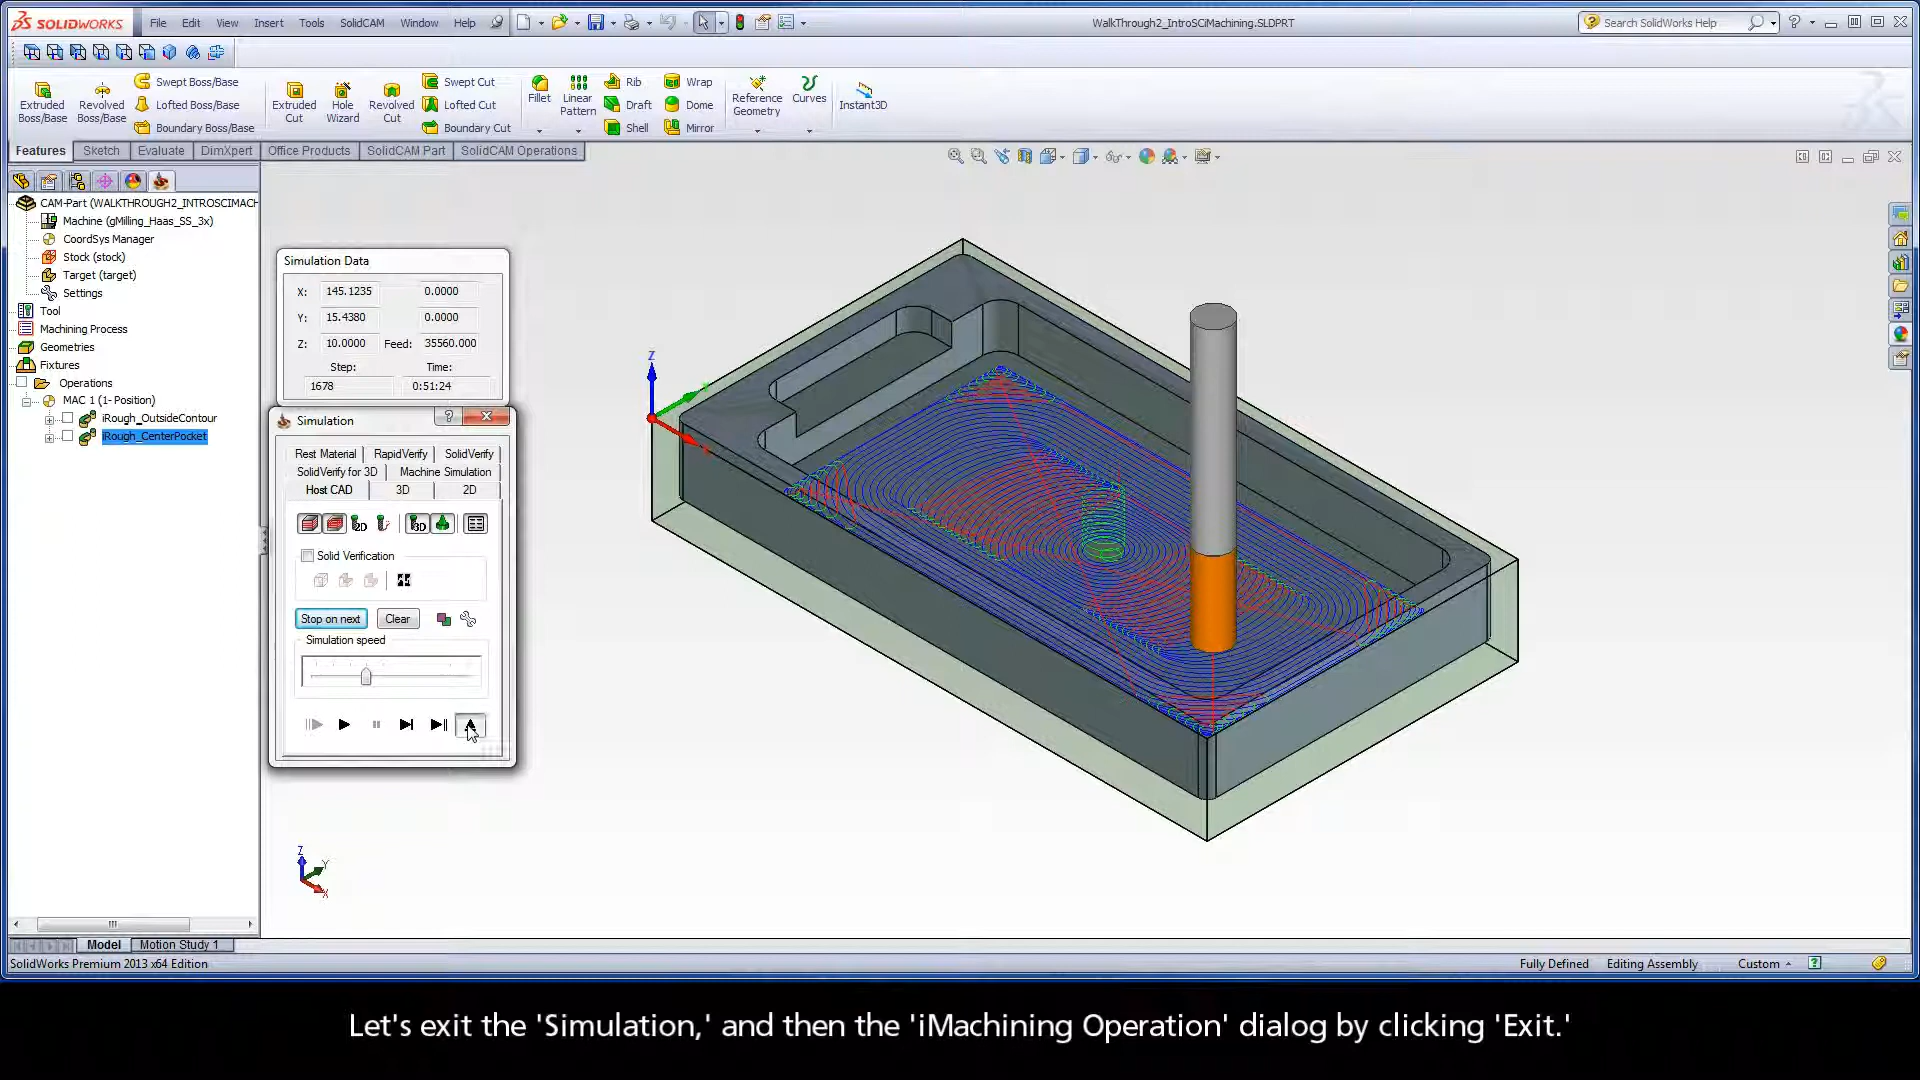 SOLIDWORKS File Edit View Insert Tools SolidCAM Window Help WalkThrough2_IntroSCiMachining.SLDPRT Search SolidWorks Help
Extruded Boss/Base
Revolved Boss/Base
Swept Boss/Base
Lofted Boss/Base
Boundary Boss/Base
Extruded Cut
Hole Wizard
Revolved Cut
Swept Cut
Lofted Cut
Boundary Cut
Fillet
Linear Pattern
Rib
Draft
Shell
Wrap
Dome
Mirror
Reference Geometry
Curves
Instant3D
Features Sketch Evaluate DimXpert Office Products SolidCAM Part SolidCAM Operations
CAM-Part (WALKTHROUGH2_INTROSCIMACH
Machine (gMilling_Haas_SS_3x)
CoordSys Manager
Stock (stock)
Target (target)
Settings
Tool
Machining Process
Geometries
Fixtures
Operations
MAC 1 (1- Position)
iRough_OutsideContour
iRough_CenterPocket
Simulation Data
X: 145.1235 0.0000
Y: 15.4380 0.0000
Z: 10.0000 Feed: 35560.000
Step: Time:
1678 0:51:24
Simulation
Rest Material RapidVerify SolidVerify
SolidVerify for 3D Machine Simulation
Host CAD 3D 2D
2D 3D
Solid Verification
Stop on next Clear
Simulation speed
Z
Z
Y
X
Model Motion Study 1
SolidWorks Premium 2013 x64 Edition Fully Defined Editing Assembly Custom
Let's exit the 'Simulation,' and then the 'iMachining Operation' dialog by clicking 'Exit.'